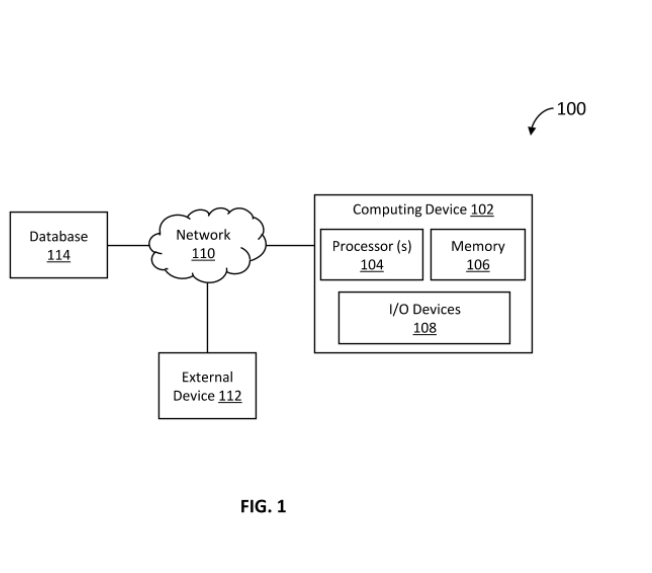 100
Computing Device 102
Processor (s)
104
Memory
106
I/O Devices
108
Network
110
Database
114
External
Device 112
FIG. 1